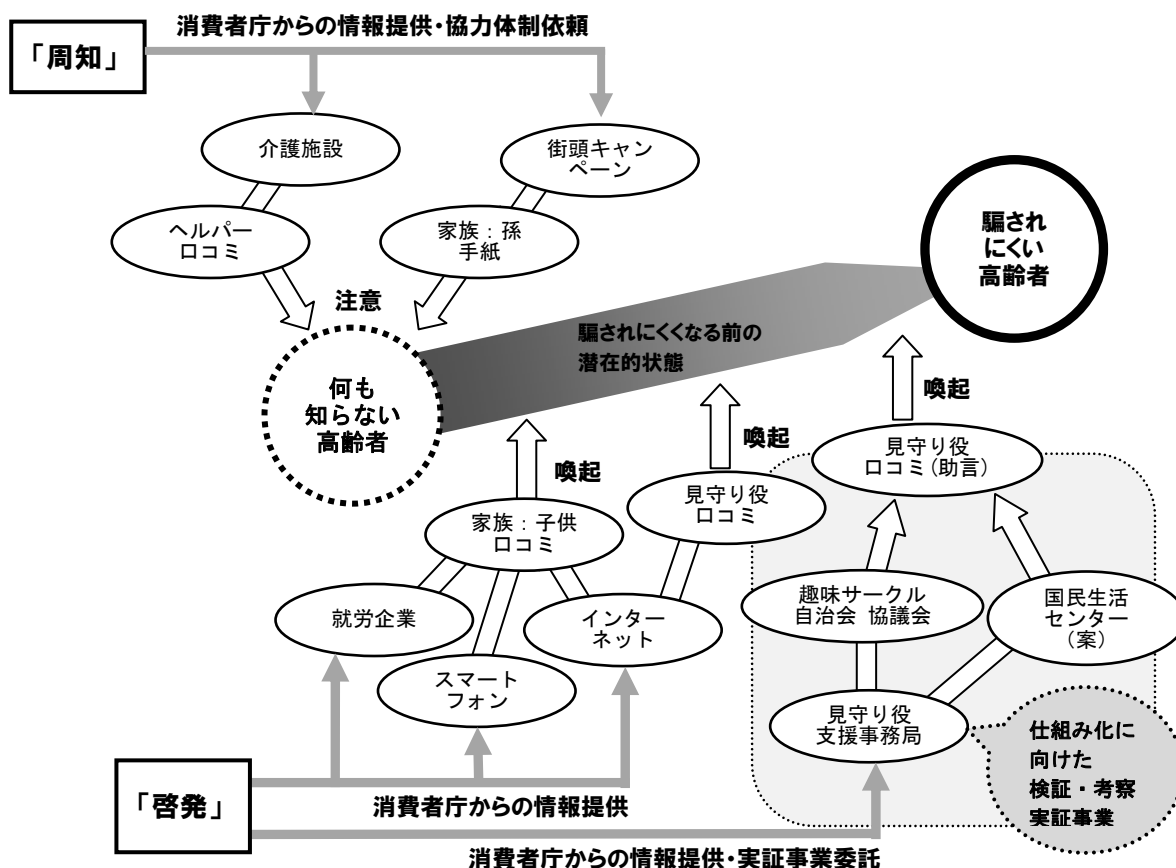 消費者庁からの情報提供・協力体制依頼
「周知」
介護施設
街頭キャン
ペーン
ヘルパー
口コミ
家族：孫
手紙
騙され
にくい
高齢者
注意
騙されにくくなる前の
潜在的状態
何も
知らない
高齢者
喚起
喚起
喚起
見守り役
口コミ(助言)
見守り役
口コミ
家族：子供
口コミ
趣味サークル
自治会 協議会
国民生活
センター
(案)
就労企業
インター
ネット
スマート
フォン
見守り役
支援事務局
仕組み化に
向けた
検証・考察
実証事業
「啓発」
消費者庁からの情報提供
消費者庁からの情報提供・実証事業委託